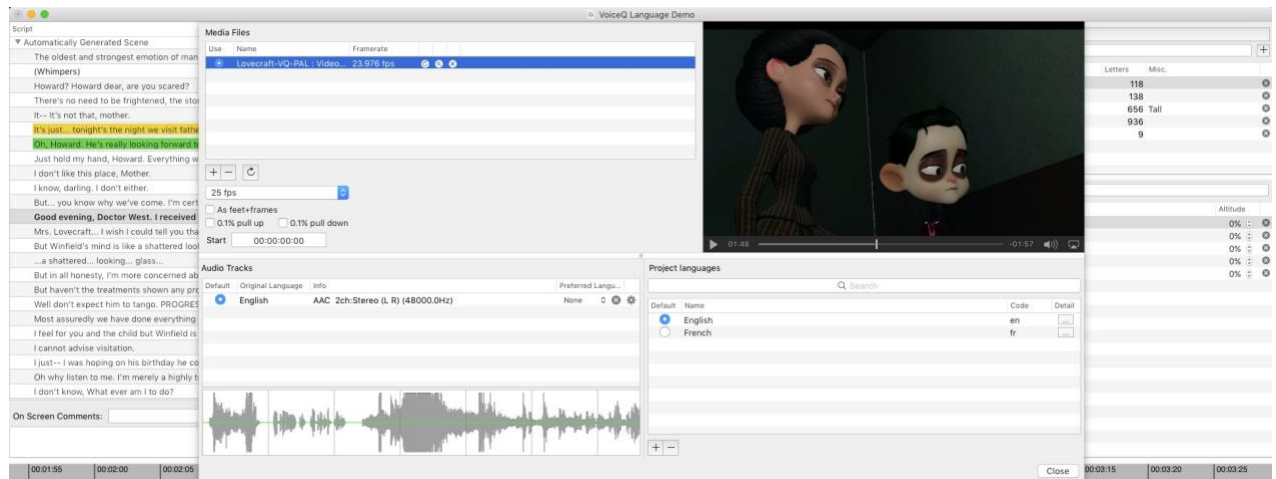 VoiceQ Language Demo
Script
Automatically Generated Scene
The oldest and strongest emotion of man
(Whimpers)
Howard? Howard dear, are you scared?
There's no need to be frightened, the
It-- It's not that, mother.
It's just... tonight's the night we visit
Oh, Howard. He's really looking forward
Just hold my hand, Howard. Everything
I don't like this place, Mother.
I know, darling. I don't either.
But... you know why we've come. I'm
Good evening, Doctor West. I received
Mrs. Lovecraft... I wish I could tell you
But Winfield's mind is like a shattered
...a shattered... looking... glass...
But in all honesty, I'm more concerned
But haven't the treatments shown any
Well don't expect him to tango.
Most assuredly we have done everything
I feel for you and the child but Winfield is
I cannot advise visitation.
I just-- I was hoping on his birthday he
Oh why listen to me. I'm merely a highly
I don't know, What ever am I to do?
On Screen Comments:
Media Files
Use Name Framerate
Lovecraft-VQ-PAL : Video... 23.976 fps
+ −
25 fps
As feet+frames
0.1% pull up 0.1% pull down
Start 00:00:00:00
01:48 -01:57
Audio Tracks
Default Original Language Info Preferred Langu...
English AAC 2ch:Stereo (L R) (48000.0Hz) None
Project languages
Search
Default Name Code Detail
English en ...
French fr ...
+ −
Close
+
Letters Misc.
118
138
656 Tall
936
9
Altitude
0%
0%
0%
0%
0%
00:01:55 00:02:00 00:02:05 00:03:15 00:03:20 00:03:25